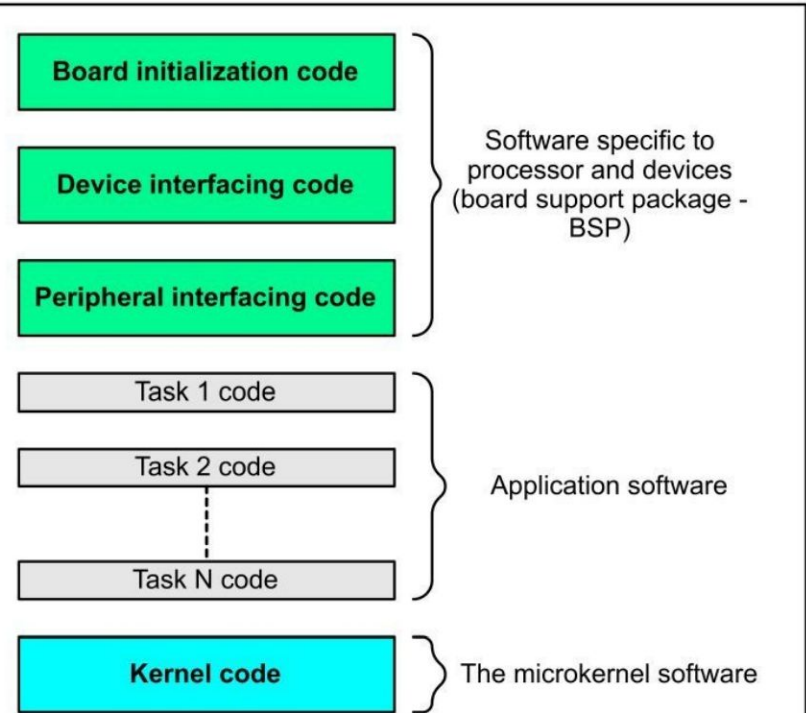 Board initialization code
Device interfacing code
Peripheral interfacing code
Software specific to
processor and devices
(board support package -
BSP)
Task 1 code
Task 2 code
Task N code
Application software
Kernel code
The microkernel software